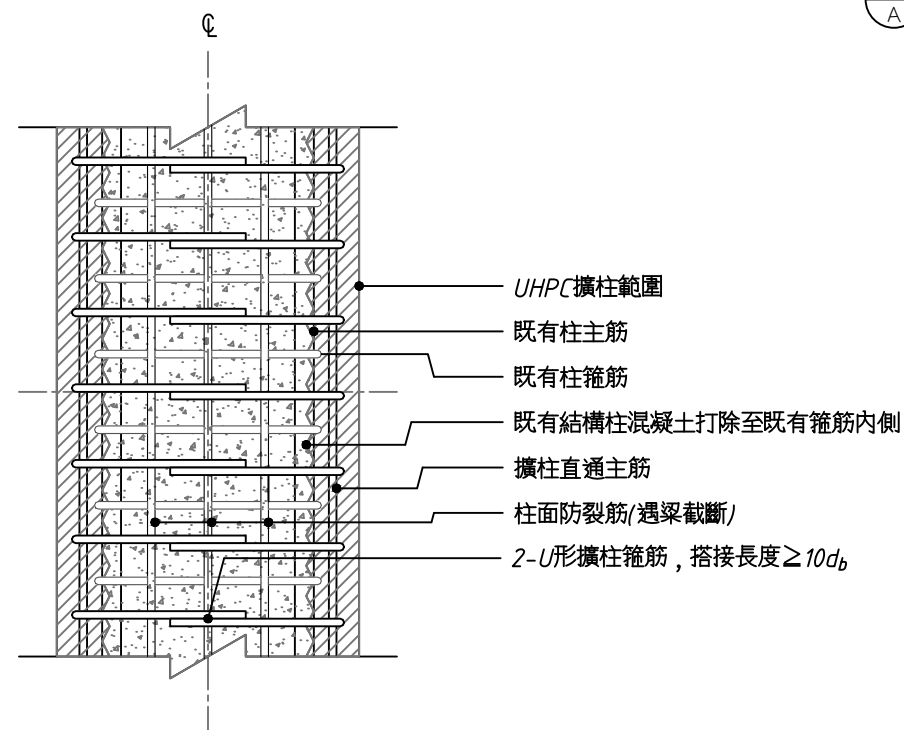 ℄
A
UHPC擴柱範圍
既有柱主筋
既有柱箍筋
既有結構柱混凝土打除至既有箍筋內側
擴柱直通主筋
柱面防裂筋(遇梁截斷)
2-U形擴柱箍筋，搭接長度≧10db